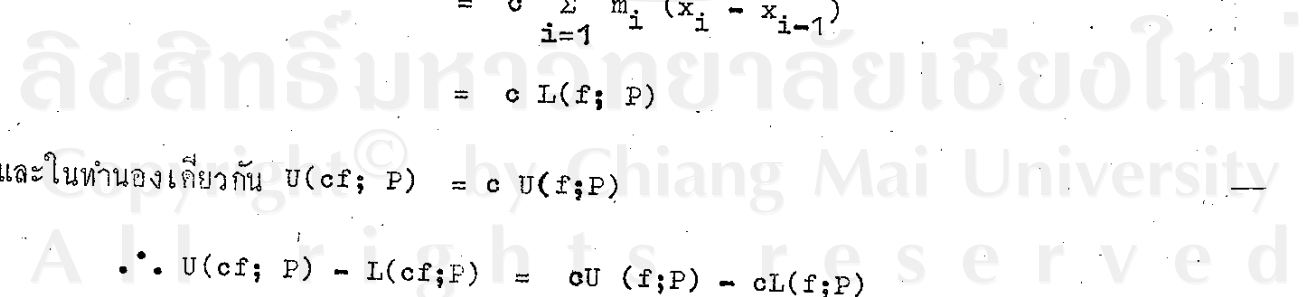 = c Σ m_i (x_i - x_{i-1})
i=1
ลิขสิทธิ์มหาวิทยาลัยเชียงใหม่
= c L(f; P)
Copyright© by Chiang Mai University
และในทำนองเดียวกัน U(cf; P) = c U(f;P)
All rights reserved
∴ U(cf; P) - L(cf;P) = cU (f;P) - cL(f;P)